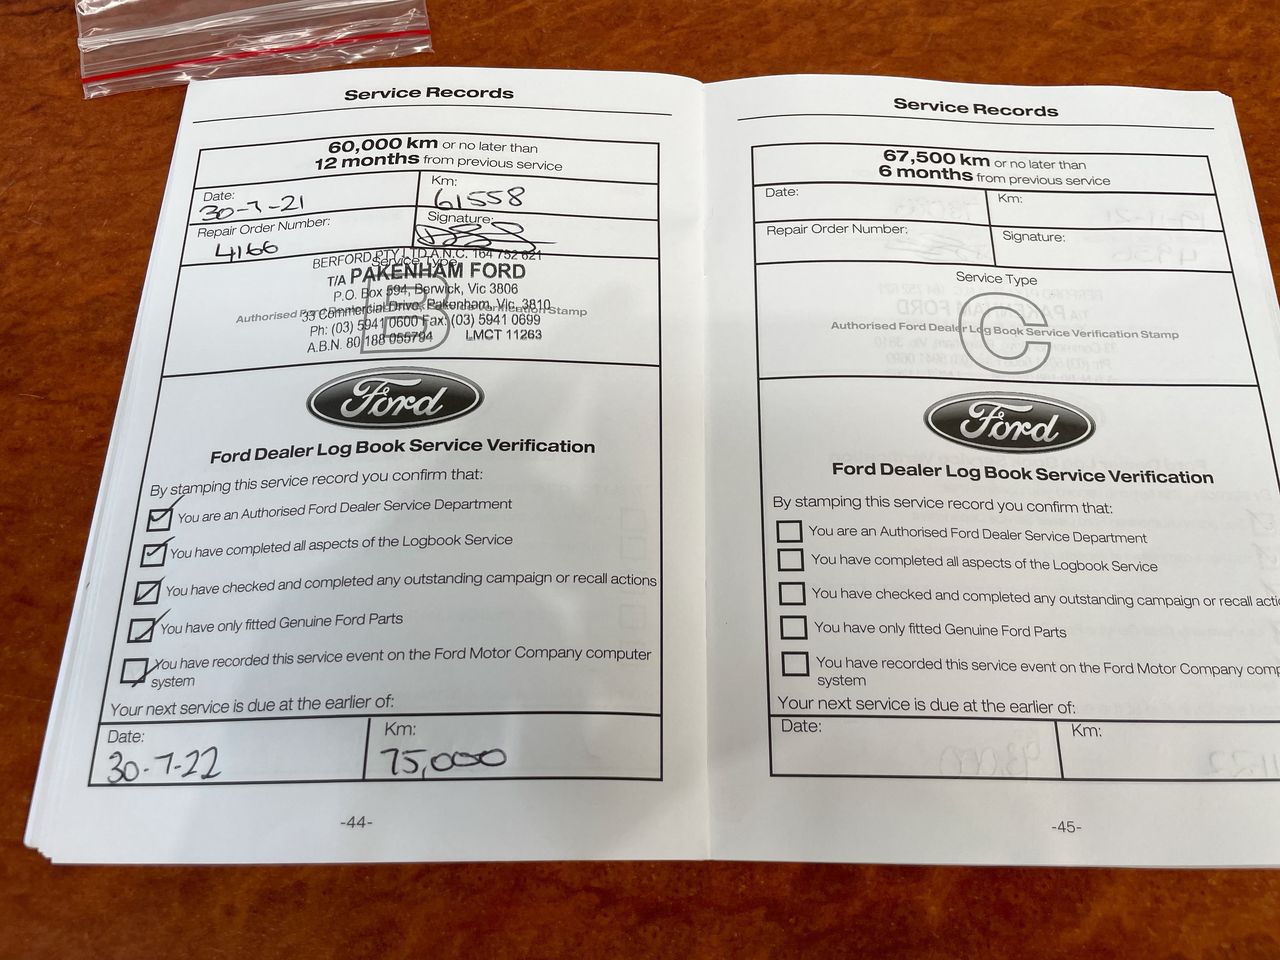 Service Records
60,000 km or no later than
12 months from previous service
Date:
30-7-21
Km:
61558
Repair Order Number:
4166
Signature:
BERFORD PTY LTD A.N.C. 164 752 621
Service Type
T/A PAKENHAM FORD
P.O. Box 594, Berwick, Vic 3806
33 Commercial Drive, Pakenham, Vic, 3810
Authorised Ford Dealer Log Book Service Verification Stamp
B
Ph: (03) 5941 0600 Fax: (03) 5941 0699
A.B.N. 80 188 055794 LMCT 11263
Ford
Ford Dealer Log Book Service Verification
By stamping this service record you confirm that:
You are an Authorised Ford Dealer Service Department
You have completed all aspects of the Logbook Service
You have checked and completed any outstanding campaign or recall actions
You have only fitted Genuine Ford Parts
You have recorded this service event on the Ford Motor Company computer
system
Your next service is due at the earlier of:
Date:
30-7-22
Km:
75,000
-44-
Service Records
67,500 km or no later than
6 months from previous service
Date:
Km:
Repair Order Number:
Signature:
Service Type
C
Authorised Ford Dealer Log Book Service Verification Stamp
Ford
Ford Dealer Log Book Service Verification
By stamping this service record you confirm that:
You are an Authorised Ford Dealer Service Department
You have completed all aspects of the Logbook Service
You have checked and completed any outstanding campaign or recall acti
You have only fitted Genuine Ford Parts
You have recorded this service event on the Ford Motor Company comp
system
Your next service is due at the earlier of:
Date:
Km:
-45-